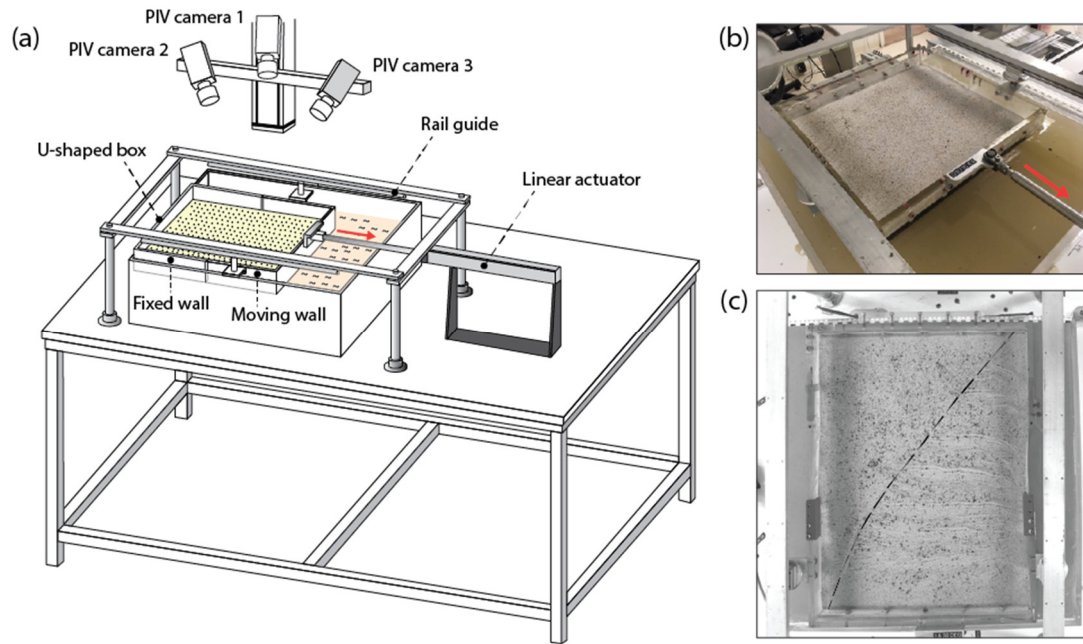 (a)
PIV camera 1
PIV camera 2
PIV camera 3
Rail guide
U-shaped box
Linear actuator
Fixed wall
Moving wall
(b)
(c)